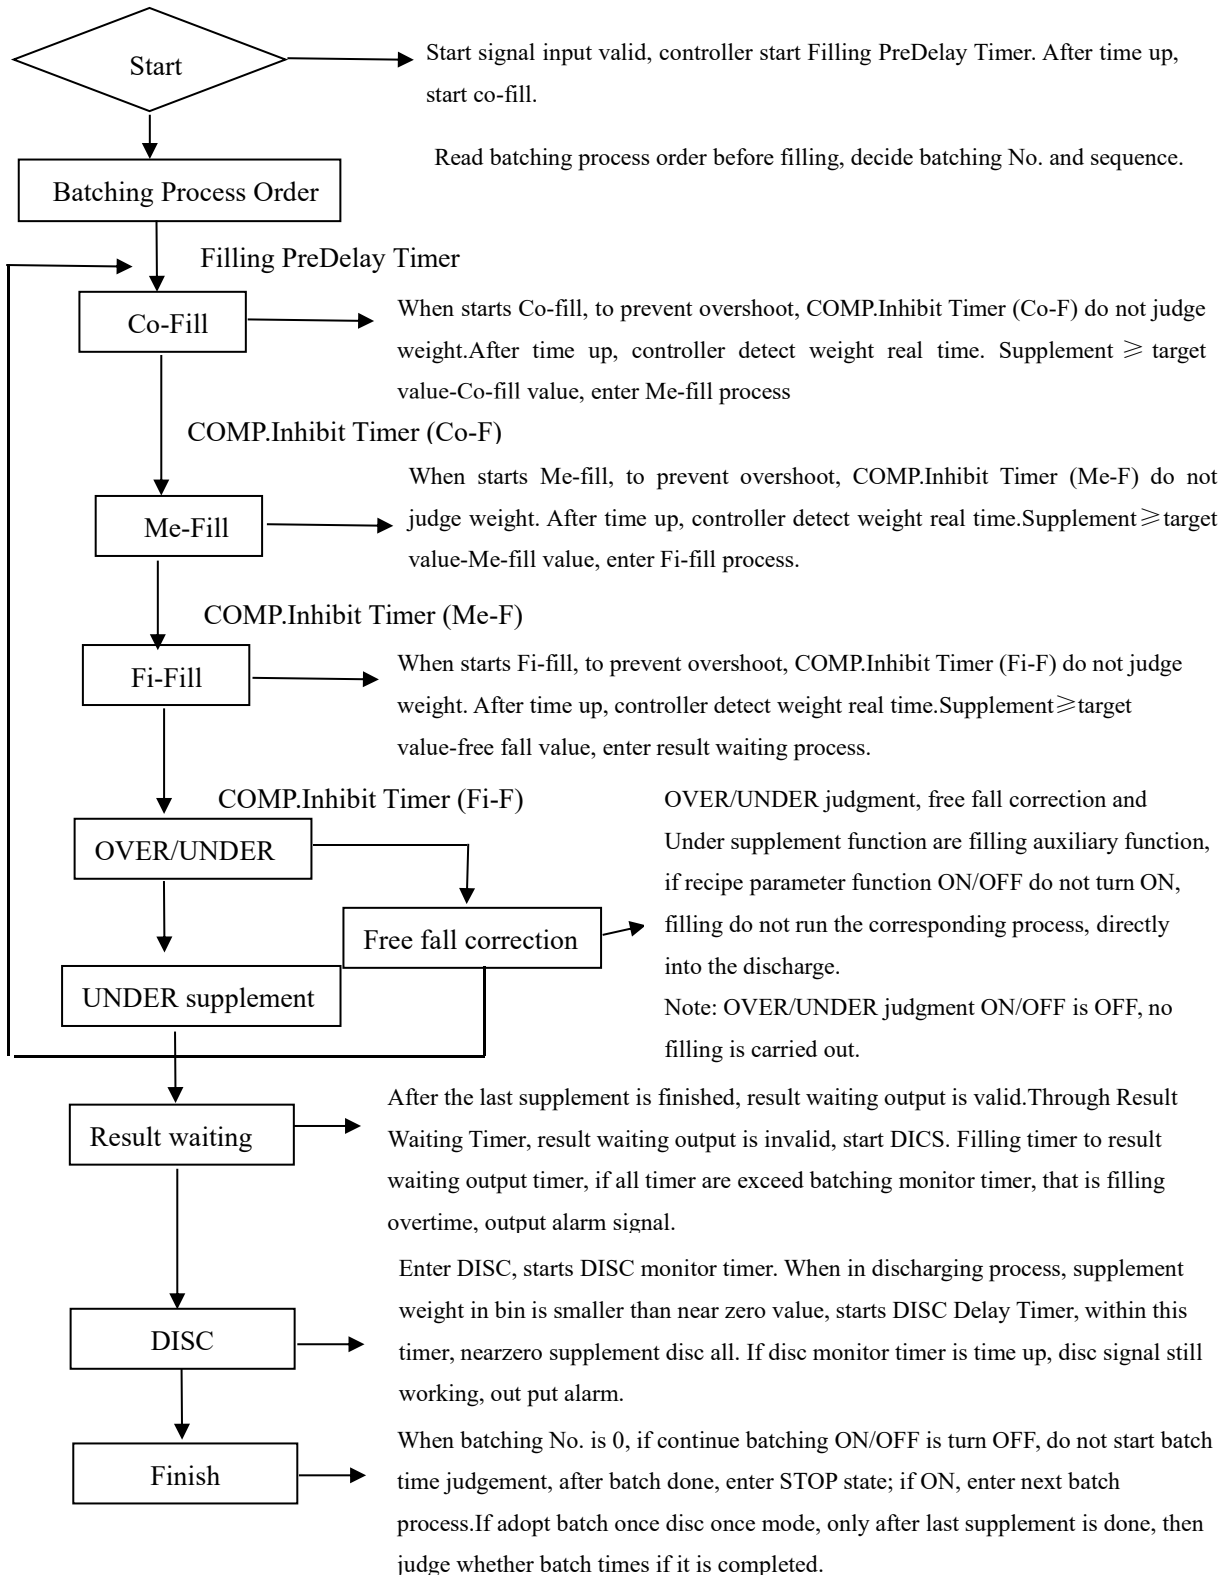 Start
Start signal input valid, controller start Filling PreDelay Timer. After time up,
start co-fill.
Batching Process Order
Read batching process order before filling, decide batching No. and sequence.
Filling PreDelay Timer
Co-Fill
When starts Co-fill, to prevent overshoot, COMP.Inhibit Timer (Co-F) do not judge
weight.After time up, controller detect weight real time. Supplement ≥ target
value-Co-fill value, enter Me-fill process
COMP.Inhibit Timer (Co-F)
Me-Fill
When starts Me-fill, to prevent overshoot, COMP.Inhibit Timer (Me-F) do not
judge weight. After time up, controller detect weight real time.Supplement≥target
value-Me-fill value, enter Fi-fill process.
COMP.Inhibit Timer (Me-F)
Fi-Fill
When starts Fi-fill, to prevent overshoot, COMP.Inhibit Timer (Fi-F) do not judge
weight. After time up, controller detect weight real time.Supplement≥target
value-free fall value, enter result waiting process.
COMP.Inhibit Timer (Fi-F)
OVER/UNDER
Free fall correction
UNDER supplement
OVER/UNDER judgment, free fall correction and
Under supplement function are filling auxiliary function,
if recipe parameter function ON/OFF do not turn ON,
filling do not run the corresponding process, directly
into the discharge.
Note: OVER/UNDER judgment ON/OFF is OFF, no
filling is carried out.
Result waiting
After the last supplement is finished, result waiting output is valid.Through Result
Waiting Timer, result waiting output is invalid, start DICS. Filling timer to result
waiting output timer, if all timer are exceed batching monitor timer, that is filling
overtime, output alarm signal.
DISC
Enter DISC, starts DISC monitor timer. When in discharging process, supplement
weight in bin is smaller than near zero value, starts DISC Delay Timer, within this
timer, nearzero supplement disc all. If disc monitor timer is time up, disc signal still
working, out put alarm.
Finish
When batching No. is 0, if continue batching ON/OFF is turn OFF, do not start batch
time judgement, after batch done, enter STOP state; if ON, enter next batch
process.If adopt batch once disc once mode, only after last supplement is done, then
judge whether batch times if it is completed.